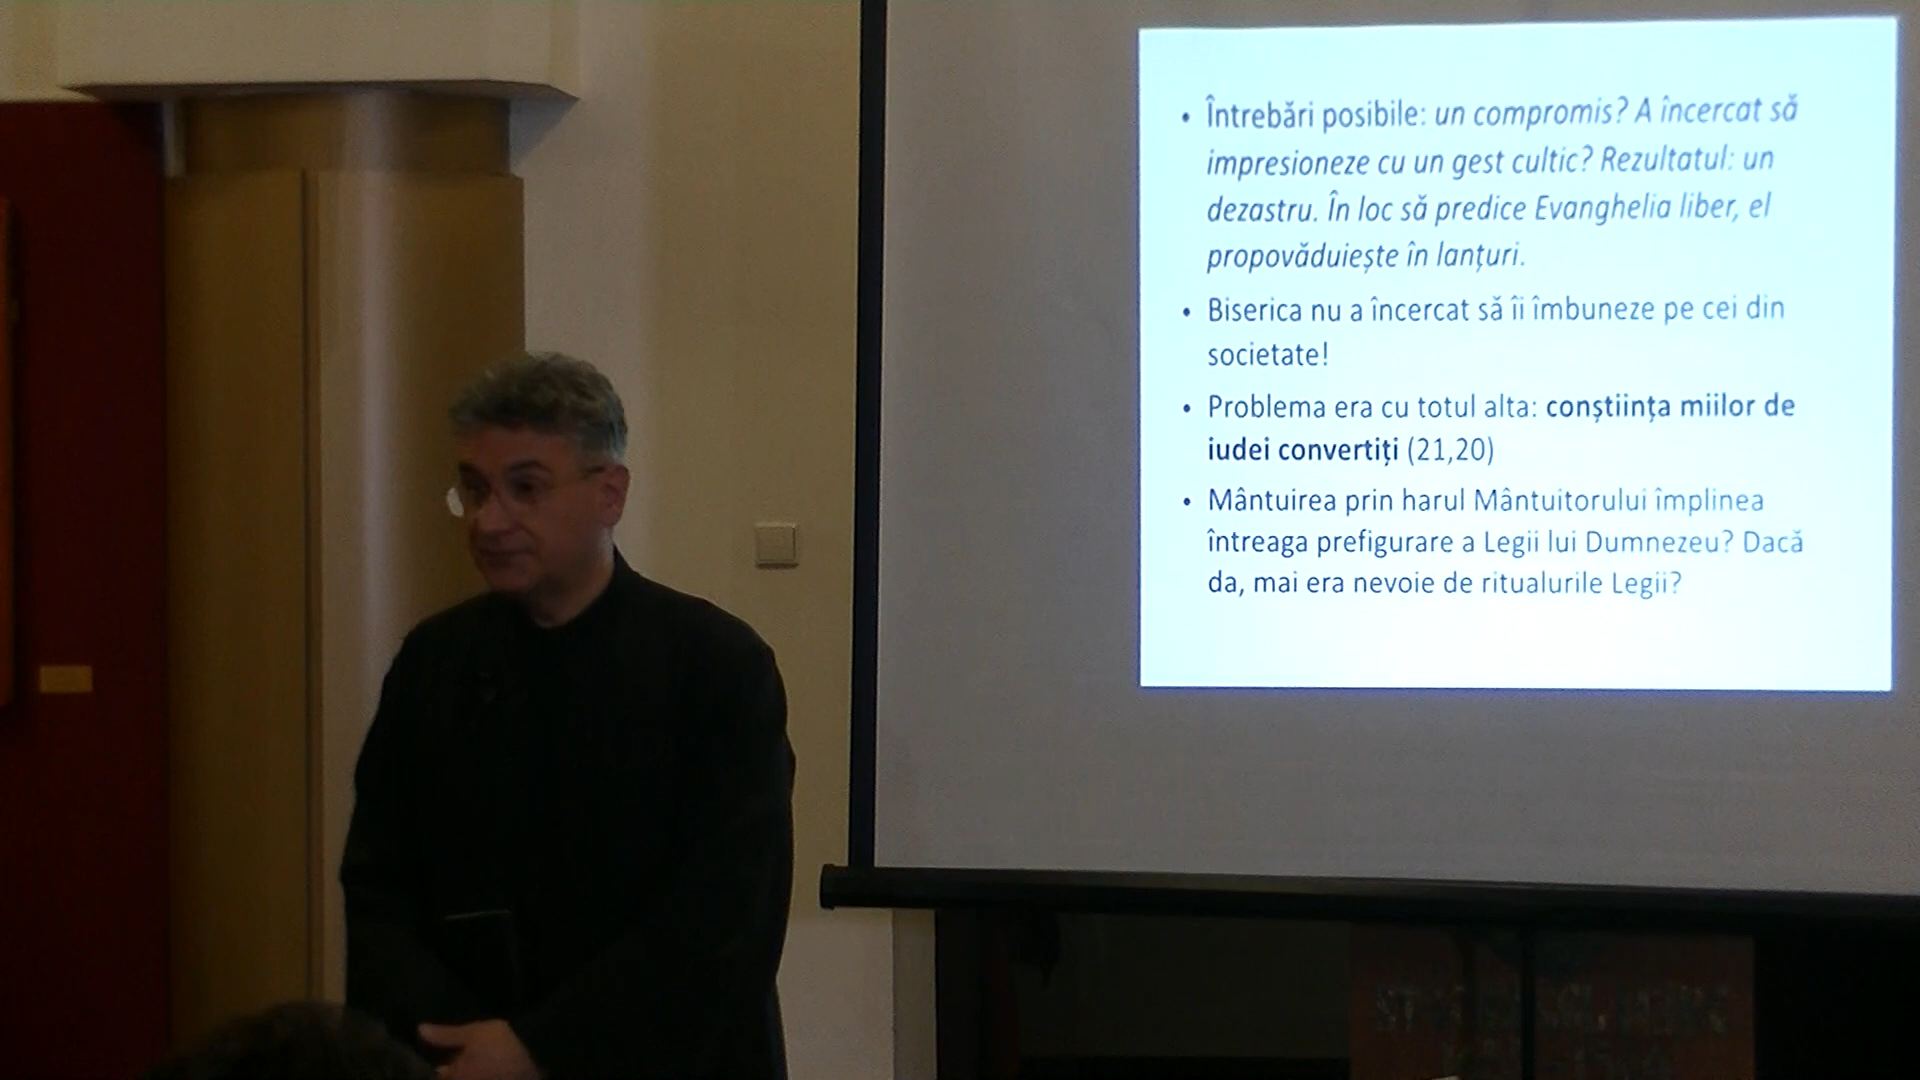 • Întrebări posibile: un compromis? A încercat să
impresioneze cu un gest cultic? Rezultatul: un
dezastru. În loc să predice Evanghelia liber, el
propovăduiește în lanțuri.
• Biserica nu a încercat să îi îmbuneze pe cei din
societate!
• Problema era cu totul alta: conștiința miilor de
iudei convertiți (21,20)
• Mântuirea prin harul Mântuitorului împlinea
întreaga prefigurare a Legii lui Dumnezeu? Dacă
da, mai era nevoie de ritualurile Legii?